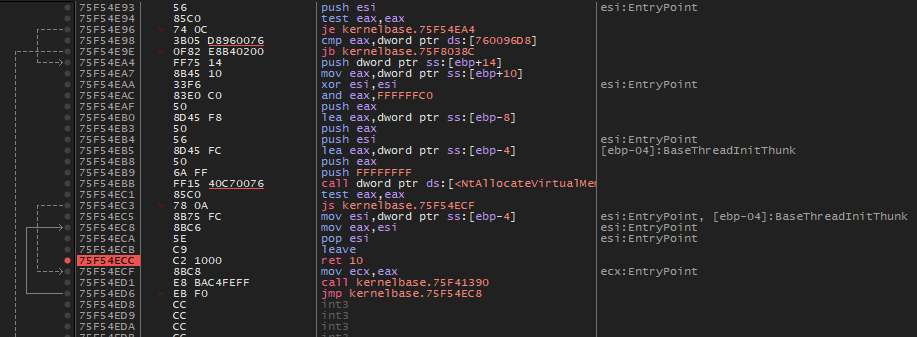 75F54E93 56 push esi esi:EntryPoint
75F54E94 85C0 test eax,eax
75F54E96 74 0C je kernelbase.75F54EA4
75F54E98 3B05 D8960076 cmp eax,dword ptr ds:[760096D8]
75F54E9E 0F82 E8B40200 jb kernelbase.75F8038C
75F54EA4 FF75 14 push dword ptr ss:[ebp+14]
75F54EA7 8B45 10 mov eax,dword ptr ss:[ebp+10]
75F54EAA 33F6 xor esi,esi esi:EntryPoint
75F54EAC 83E0 C0 and eax,FFFFFFC0
75F54EAF 50 push eax
75F54EB0 8D45 F8 lea eax,dword ptr ss:[ebp-8]
75F54EB3 50 push eax
75F54EB4 56 push esi esi:EntryPoint
75F54EB5 8D45 FC lea eax,dword ptr ss:[ebp-4] [ebp-04]:BaseThreadInitThunk
75F54EB8 50 push eax
75F54EB9 6A FF push FFFFFFFF
75F54EBB FF15 40C70076 call dword ptr ds:[<NtAllocateVirtualMe
75F54EC1 85C0 test eax,eax
75F54EC3 78 0A js kernelbase.75F54ECF
75F54EC5 8B75 FC mov esi,dword ptr ss:[ebp-4] esi:EntryPoint, [ebp-04]:BaseThreadInitThunk
75F54EC8 8BC6 mov eax,esi esi:EntryPoint
75F54ECA 5E pop esi esi:EntryPoint
75F54ECB C9 leave
75F54ECC C2 1000 ret 10
75F54ECF 8BC8 mov ecx,eax ecx:EntryPoint
75F54ED1 E8 BAC4FEFF call kernelbase.75F41390
75F54ED6 EB F0 jmp kernelbase.75F54EC8
75F54ED8 CC int3
75F54ED9 CC int3
75F54EDA CC int3
75F54EDB CC int3